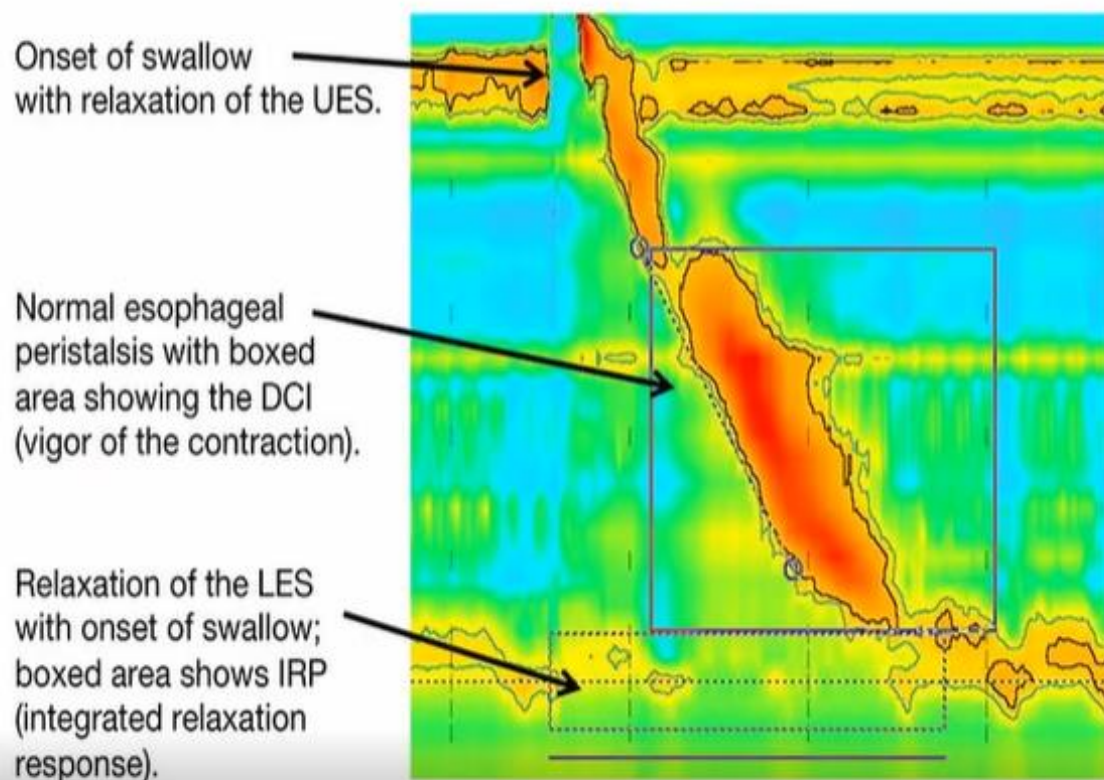 Onset of swallow
with relaxation of the UES.
Normal esophageal
peristalsis with boxed
area showing the DCI
(vigor of the contraction).
Relaxation of the LES
with onset of swallow;
boxed area shows IRP
(integrated relaxation
response).